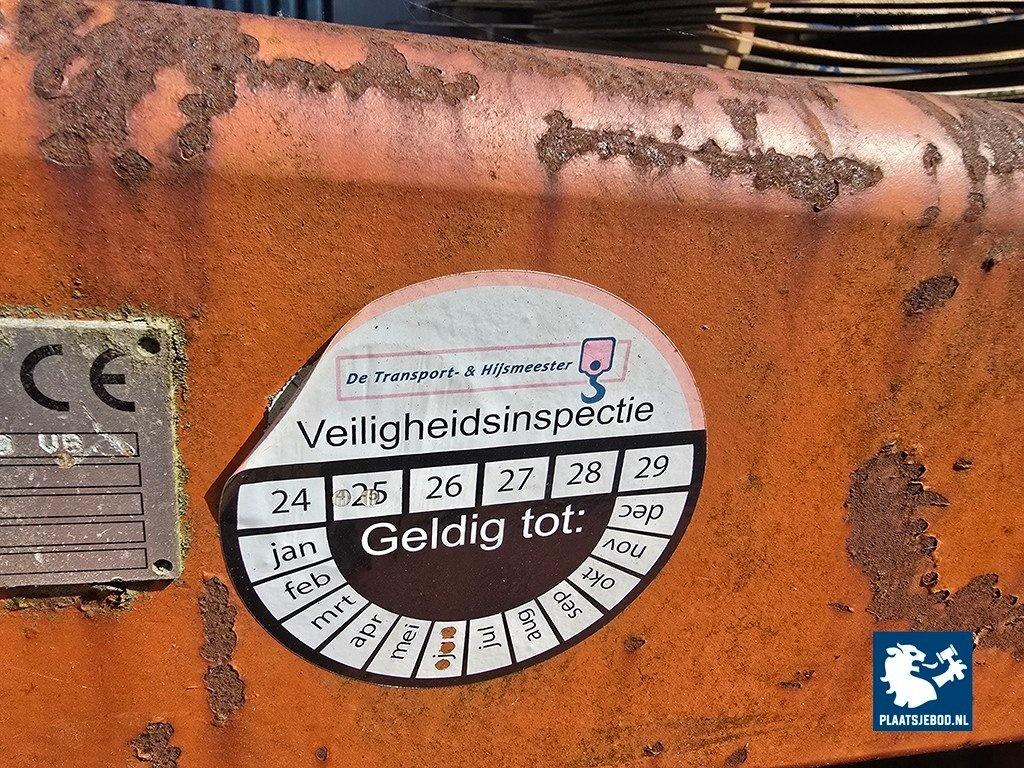 CE
VB.
De Transport- & Hijsmeester
Veiligheidsinspectie
24 25 26 27 28 29
Geldig tot:
jan
feb
mrt
apr
mei
jun
jul
aug
sep
okt
nov
dec
PLAATSJEBOD.NL